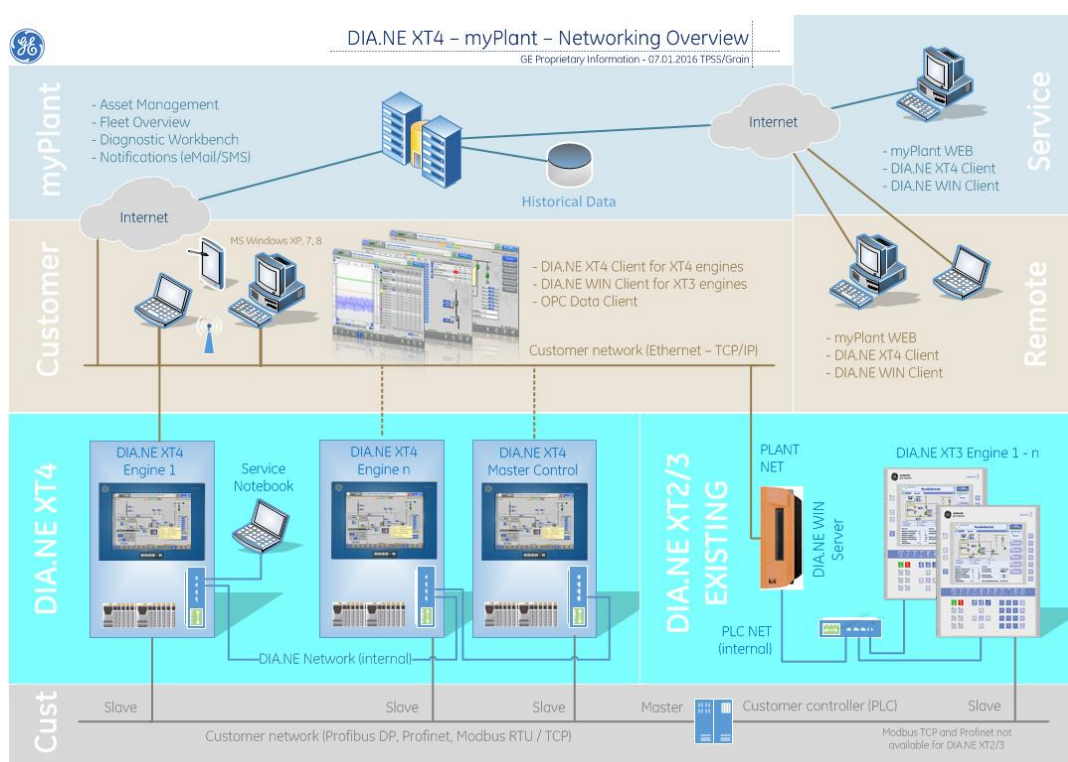 DIA.NE XT4 – myPlant – Networking Overview
GE Proprietary Information - 07.01.2016 TPSS/Grain
myPlant
- Asset Management
- Fleet Overview
- Diagnostic Workbench
- Notifications (eMail/SMS)
Internet
Historical Data
Internet
Service
- myPlant WEB
- DIA.NE XT4 Client
- DIA.NE WIN Client
Customer
MS Windows XP, 7, 8
- DIA.NE XT4 Client for XT4 engines
- DIA.NE WIN Client for XT3 engines
- OPC Data Client
Customer network (Ethernet – TCP/IP)
Remote
- myPlant WEB
- DIA.NE XT4 Client
- DIA.NE WIN Client
DIA.NE XT4
DIA.NE XT4
Engine 1
Service
Notebook
DIA.NE XT4
Engine n
DIA.NE XT4
Master Control
DIA.NE Network (internal)
DIA.NE XT2/3
EXISTING
PLANT
NET
DIA.NE WIN
Server
DIA.NE XT3 Engine 1 - n
PLC NET
(internal)
Cust
Slave
Slave
Slave
Master
Customer controller (PLC)
Slave
Customer network (Profibus DP, Profinet, Modbus RTU / TCP)
Modbus TCP and Profinet not
available for DIA.NE XT2/3